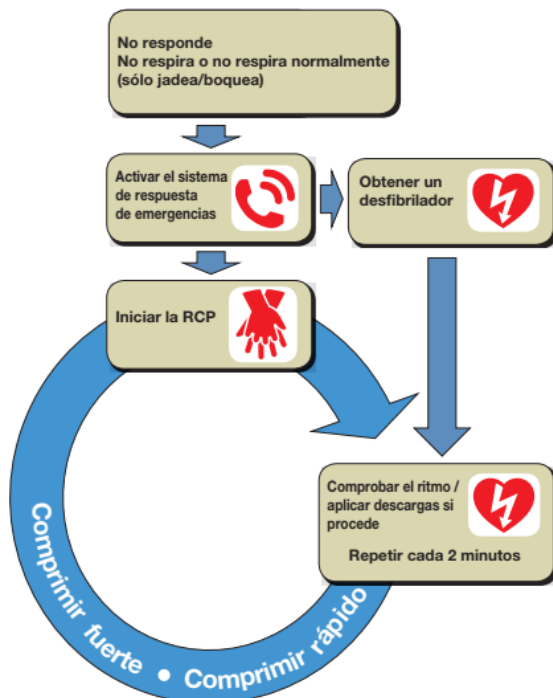 No responde
No respira o no respira normalmente
(sólo jadea/boquea)
Activar el sistema
de respuesta
de emergencias
Obtener un
desfibrilador
Iniciar la RCP
Comprobar el ritmo /
aplicar descargas si
procede
Repetir cada 2 minutos
Comprimir fuerte • Comprimir rápido